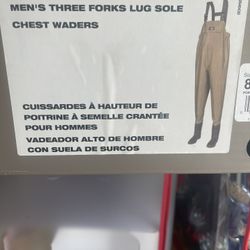 MEN'S THREE FORKS LUG SOLE
CHEST WADERS
CUISSARDES À HAUTEUR DE
POITRINE À SEMELLE CRANTÉE
POUR HOMMES
VADEADOR ALTO DE HOMBRE
CON SUELA DE SURCOS